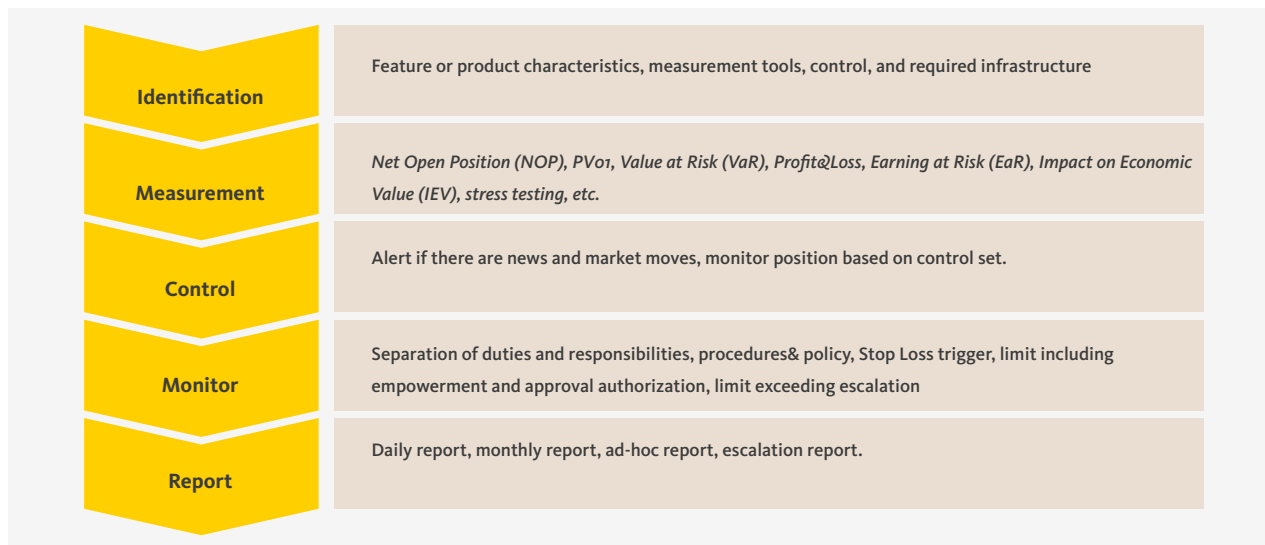 Identification
Feature or product characteristics, measurement tools, control, and required infrastructure
Measurement
Net Open Position (NOP), PV01, Value at Risk (VaR), Profit&Loss, Earning at Risk (EaR), Impact on Economic
Value (IEV), stress testing, etc.
Control
Alert if there are news and market moves, monitor position based on control set.
Monitor
Separation of duties and responsibilities, procedures& policy, Stop Loss trigger, limit including
empowerment and approval authorization, limit exceeding escalation
Report
Daily report, monthly report, ad-hoc report, escalation report.